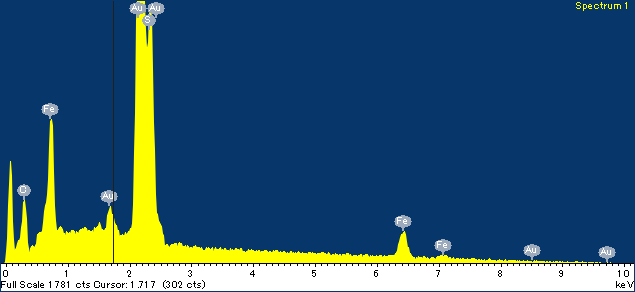 Spectrum 1
Au Au
S
Fe
C
Au
Fe
Fe
Au
Au
0 1 2 3 4 5 6 7 8 9 10
Full Scale 1781 cts Cursor: 1.717 (302 cts) keV